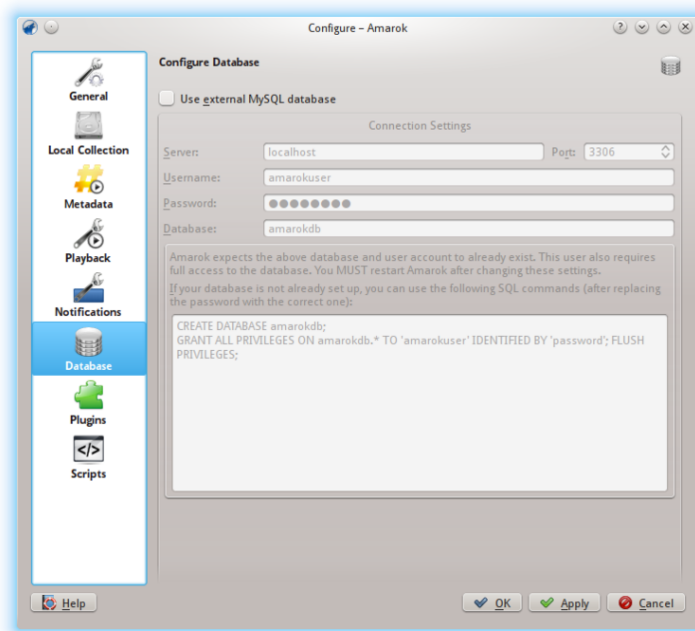 Configure – Amarok
General
Local Collection
Metadata
Playback
Notifications
Database
Plugins
Scripts
Configure Database
Use external MySQL database
Connection Settings
Server: localhost Port: 3306
Username: amarokuser
Password: ●●●●●●●●
Database: amarokdb
Amarok expects the above database and user account to already exist. This user also requires
full access to the database. You MUST restart Amarok after changing these settings.
If your database is not already set up, you can use the following SQL commands (after replacing
the password with the correct one):
CREATE DATABASE amarokdb;
GRANT ALL PRIVILEGES ON amarokdb.* TO 'amarokuser' IDENTIFIED BY 'password'; FLUSH
PRIVILEGES;
Help OK Apply Cancel